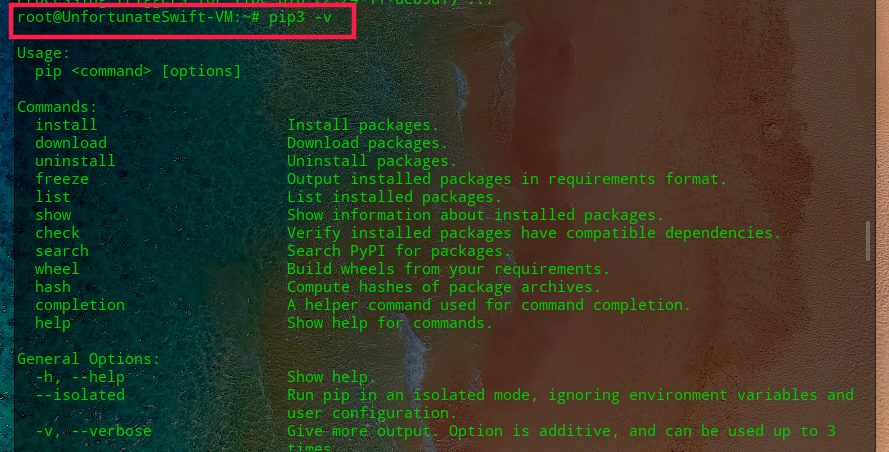 root@UnfortunateSwift-VM:~# pip3 -v
Usage:
pip <command> [options]
Commands:
install Install packages.
download Download packages.
uninstall Uninstall packages.
freeze Output installed packages in requirements format.
list List installed packages.
show Show information about installed packages.
check Verify installed packages have compatible dependencies.
search Search PyPI for packages.
wheel Build wheels from your requirements.
hash Compute hashes of package archives.
completion A helper command used for command completion.
help Show help for commands.
General Options:
-h, --help Show help.
--isolated Run pip in an isolated mode, ignoring environment variables and
user configuration.
-v, --verbose Give more output. Option is additive, and can be used up to 3
times